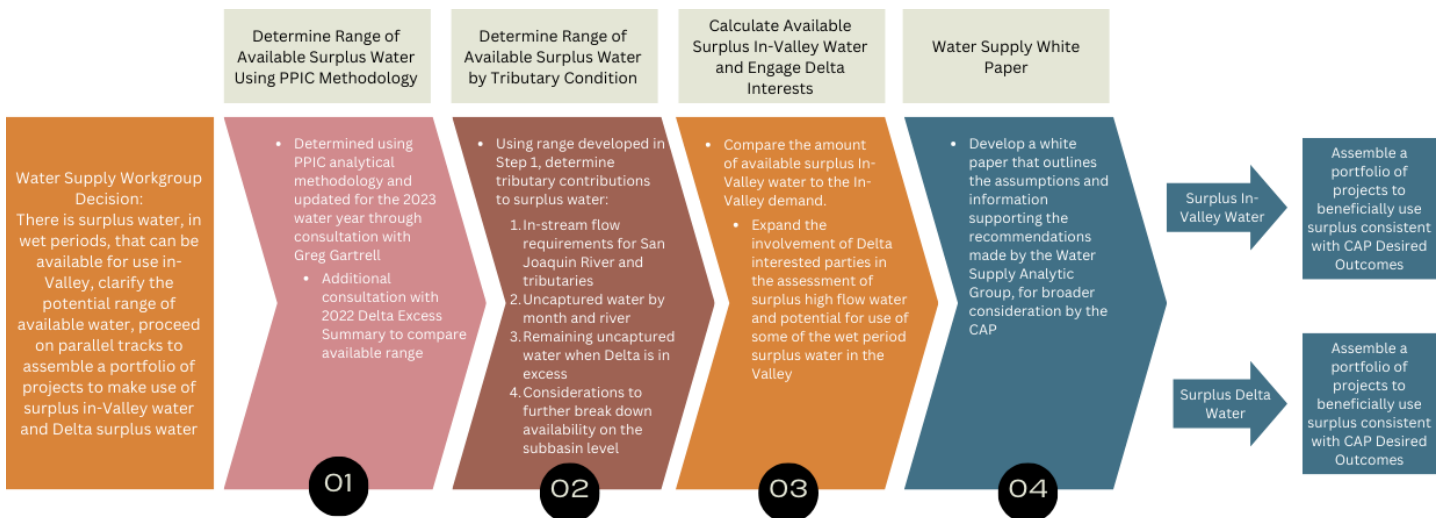 Determine Range of
Available Surplus Water
Using PPIC Methodology
Determine Range of
Available Surplus Water
by Tributary Condition
Calculate Available
Surplus In-Valley Water
and Engage Delta
Interests
Water Supply White
Paper
Water Supply Workgroup
Decision:
There is surplus water, in
wet periods, that can be
available for use in-
Valley, clarify the
potential range of
available water, proceed
on parallel tracks to
assemble a portfolio of
projects to make use of
surplus in-Valley water
and Delta surplus water
• Determined using
PPIC analytical
methodology and
updated for the 2023
water year through
consultation with
Greg Gartrell
• Additional
consultation with
2022 Delta Excess
Summary to compare
available range
01
• Using range developed in
Step 1, determine
tributary contributions
to surplus water:
1. In-stream flow
requirements for San
Joaquin River and
tributaries
2. Uncaptured water by
month and river
3. Remaining uncaptured
water when Delta is in
excess
4. Considerations to
further break down
availability on the
subbasin level
02
• Compare the amount
of available surplus In-
Valley water to the In-
Valley demand.
• Expand the
involvement of Delta
interested parties in
the assessment of
surplus high flow water
and potential for use of
some of the wet period
surplus water in the
Valley
03
• Develop a white
paper that outlines
the assumptions and
information
supporting the
recommendations
made by the Water
Supply Analytic
Group, for broader
consideration by the
CAP
04
Surplus In-
Valley Water
Assemble a
portfolio of
projects to
beneficially use
surplus consistent
with CAP Desired
Outcomes
Surplus Delta
Water
Assemble a
portfolio of
projects to
beneficially use
surplus consistent
with CAP Desired
Outcomes